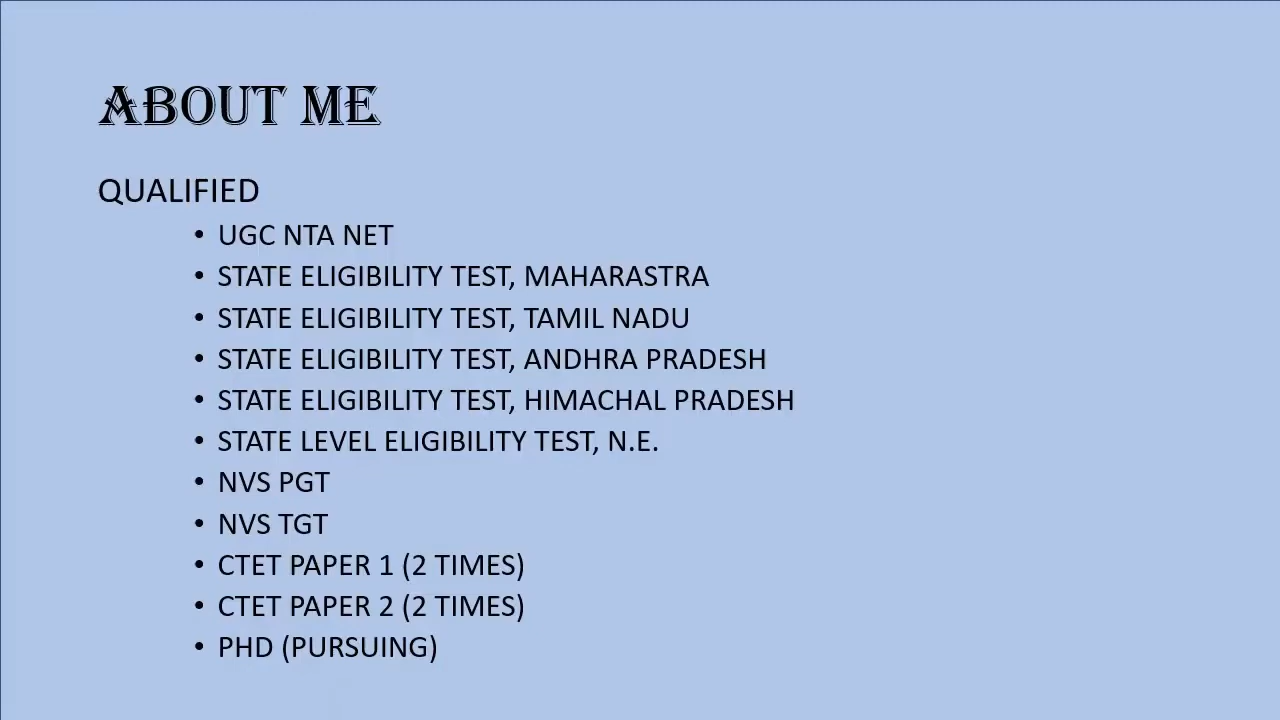 ABOUT ME
QUALIFIED
• UGC NTA NET
• STATE ELIGIBILITY TEST, MAHARASTRA
• STATE ELIGIBILITY TEST, TAMIL NADU
• STATE ELIGIBILITY TEST, ANDHRA PRADESH
• STATE ELIGIBILITY TEST, HIMACHAL PRADESH
• STATE LEVEL ELIGIBILITY TEST, N.E.
• NVS PGT
• NVS TGT
• CTET PAPER 1 (2 TIMES)
• CTET PAPER 2 (2 TIMES)
• PHD (PURSUING)